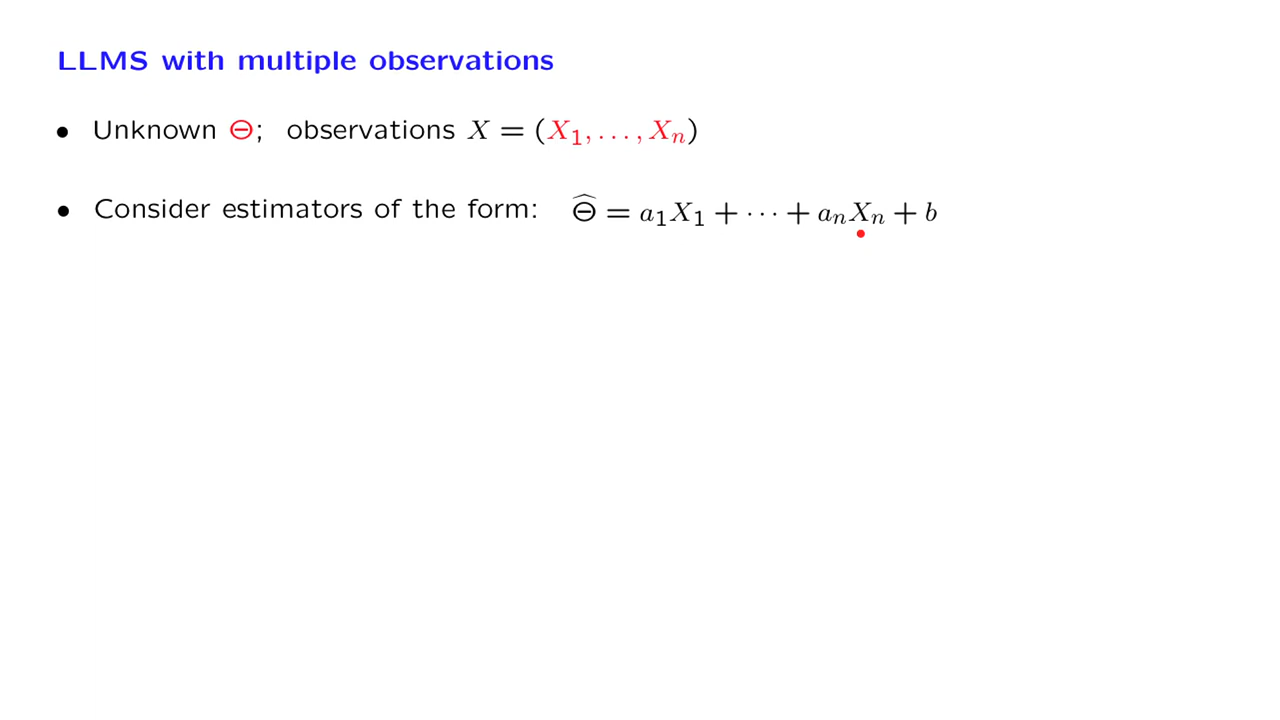 LLMS with multiple observations
• Unknown Θ; observations X = (X₁, . . . , Xₙ)
• Consider estimators of the form: Θ̂ = a₁X₁ + · · · + aₙXₙ + b